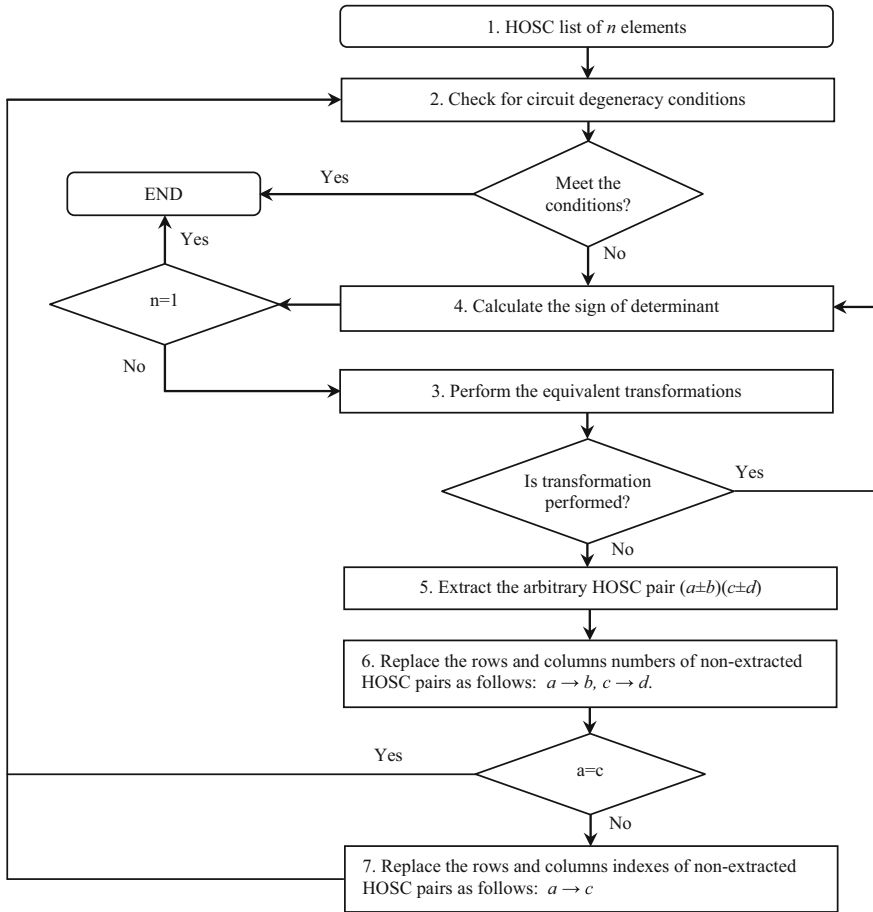 1. HOSC list of n elements
2. Check for circuit degeneracy conditions
Yes
END
Meet the
conditions?
Yes
No
n=1
4. Calculate the sign of determinant
No
3. Perform the equivalent transformations
Is transformation
performed?
Yes
No
5. Extract the arbitrary HOSC pair (a±b)(c±d)
6. Replace the rows and columns numbers of non-extracted
HOSC pairs as follows: a → b, c → d.
Yes
a=c
No
7. Replace the rows and columns indexes of non-extracted
HOSC pairs as follows: a → c